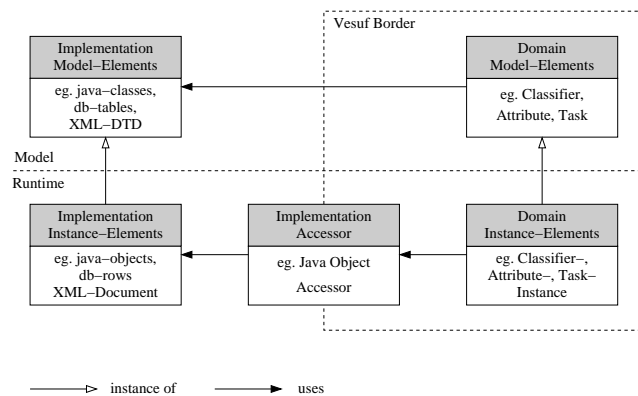 Vesuf Border
Implementation
Model–Elements
eg. java–classes,
db–tables,
XML–DTD
Domain
Model–Elements
eg. Classifier,
Attribute, Task
Model
Runtime
Implementation
Instance–Elements
eg. java–objects,
db–rows
XML–Document
Implementation
Accessor
eg. Java Object
Accessor
Domain
Instance–Elements
eg. Classifier–,
Attribute–, Task–
Instance
instance of
uses